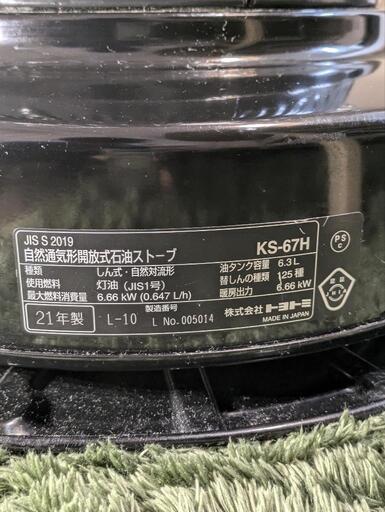 JIS S 2019
自然通気形開放式石油ストーブ KS-67H
種類 しん式・自然対流形 油タンク容量 6.3 L
使用燃料 灯油 (JIS1号) 替しんの種類 125 種
最大燃料消費量 6.66 kW (0.647 L/h) 暖房出力 6.66 kW
21年製 L-10 製造番号 L No.005014 株式会社 トヨトミ
MADE IN JAPAN
PS
C